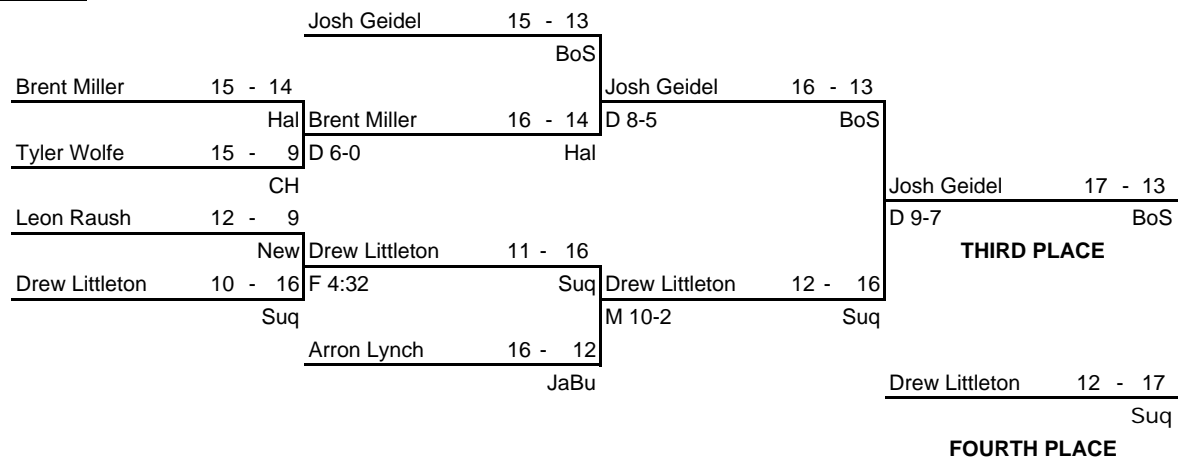 Josh Geidel 15 - 13
BoS
Brent Miller 15 - 14 Josh Geidel 16 - 13
Hal Brent Miller 16 - 14 D 8-5 BoS
Tyler Wolfe 15 - 9 D 6-0 Hal
CH Josh Geidel 17 - 13
Leon Raush 12 - 9 D 9-7 BoS
New Drew Littleton 11 - 16 THIRD PLACE
Drew Littleton 10 - 16 F 4:32 Suq Drew Littleton 12 - 16
Suq M 10-2 Suq
Arron Lynch 16 - 12
JaBu Drew Littleton 12 - 17
Suq
FOURTH PLACE